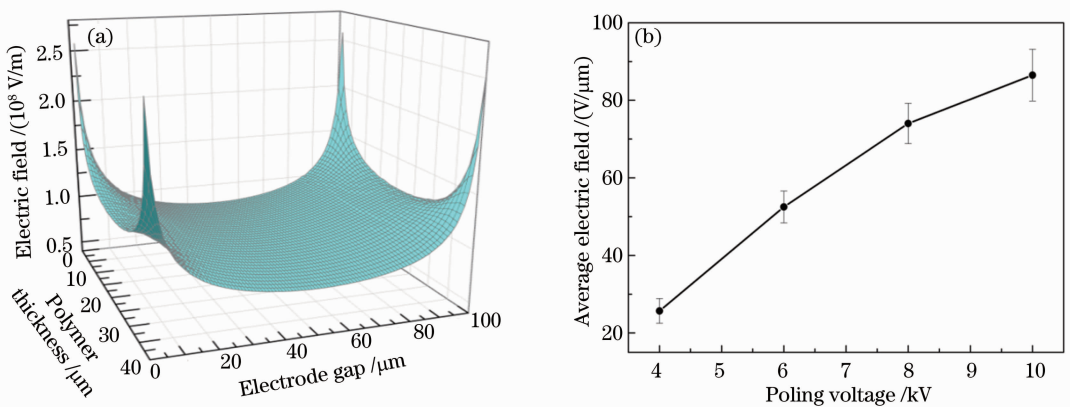 (a)
Electric field /(10⁸ V/m)
2.5
2.0
1.5
1.0
0.5
0
10
20
30
40
Polymer
thickness /μm
0
20
40
60
80
100
Electrode gap /μm
(b)
Average electric field /(V/μm)
100
80
60
40
20
4 5 6 7 8 9 10
Poling voltage /kV